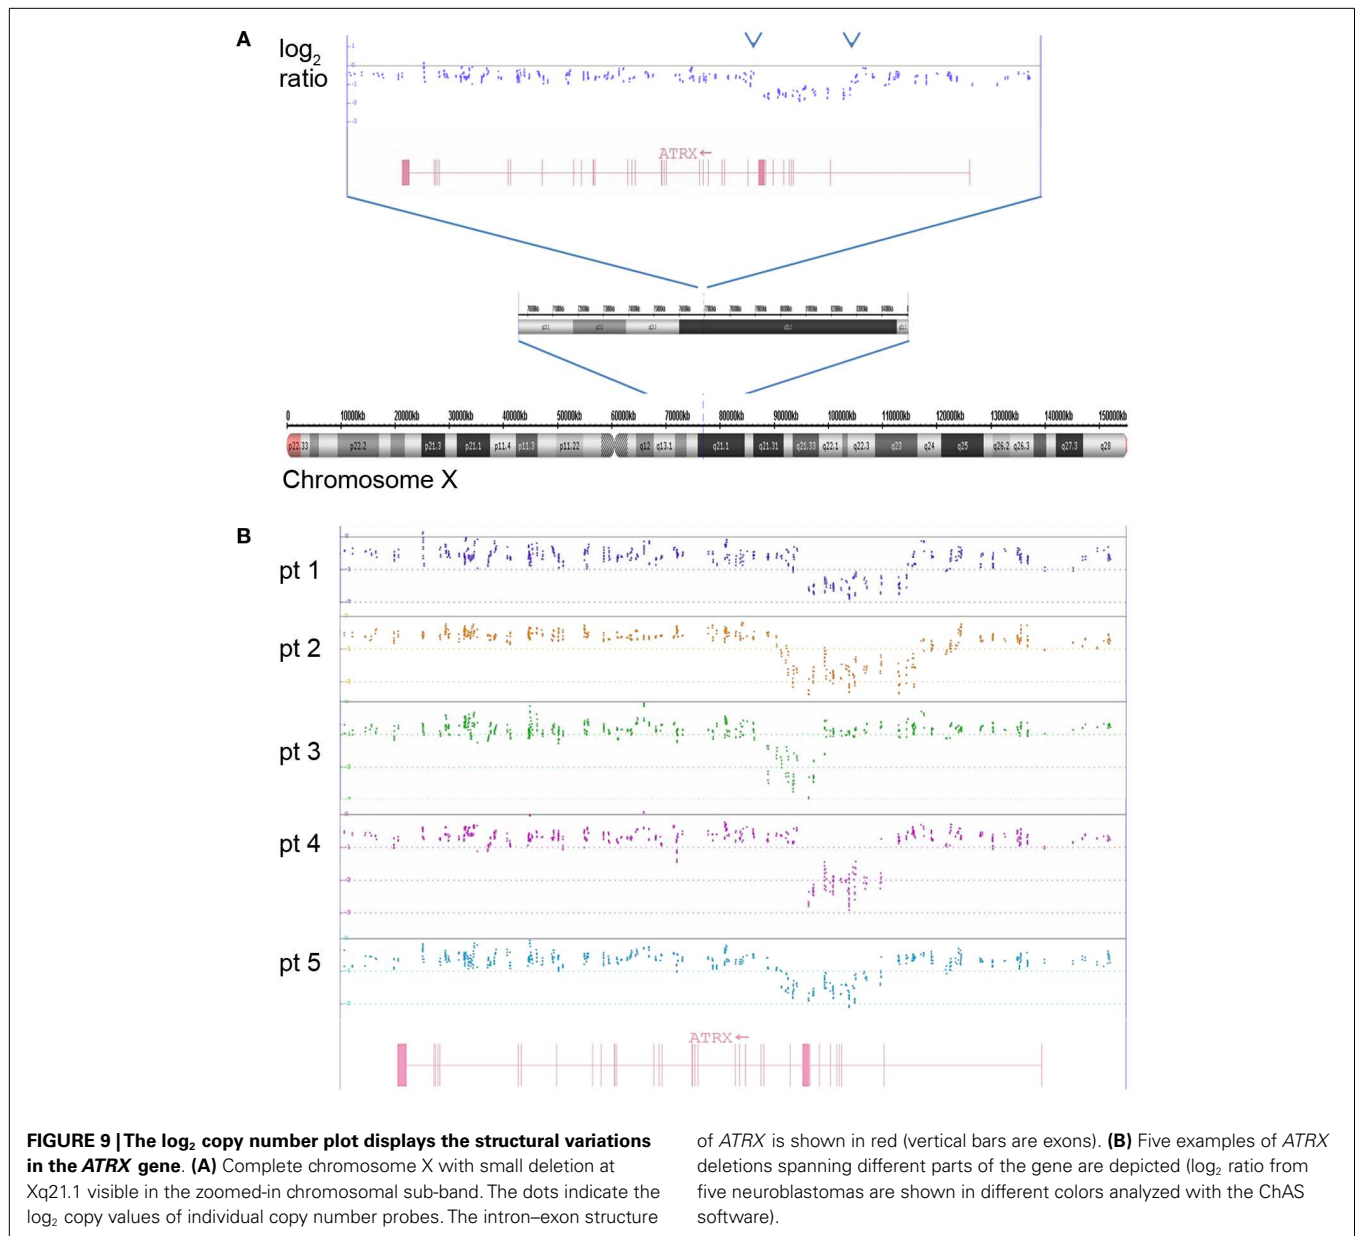 A
log2
ratio
1
0
-1
-2
-3
ATRX←
0 10000kb 20000kb 30000kb 40000kb 50000kb 60000kb 70000kb 80000kb 90000kb 100000kb 110000kb 120000kb 130000kb 140000kb 150000kb
p22.33 p22.2 p21.3 p21.1 p11.4 p11.3 p11.22 q12 q13.1 q21.1 q21.31 q21.33 q22.1 q22.3 q23 q24 q25 q26.2 q26.3 q27.3 q28
Chromosome X
B
pt 1
pt 2
pt 3
pt 4
pt 5
ATRX←
FIGURE 9 | The log₂ copy number plot displays the structural variations
in the ATRX gene. (A) Complete chromosome X with small deletion at
Xq21.1 visible in the zoomed-in chromosomal sub-band. The dots indicate the
log₂ copy values of individual copy number probes. The intron–exon structure
of ATRX is shown in red (vertical bars are exons). (B) Five examples of ATRX
deletions spanning different parts of the gene are depicted (log₂ ratio from
five neuroblastomas are shown in different colors analyzed with the ChAS
software).